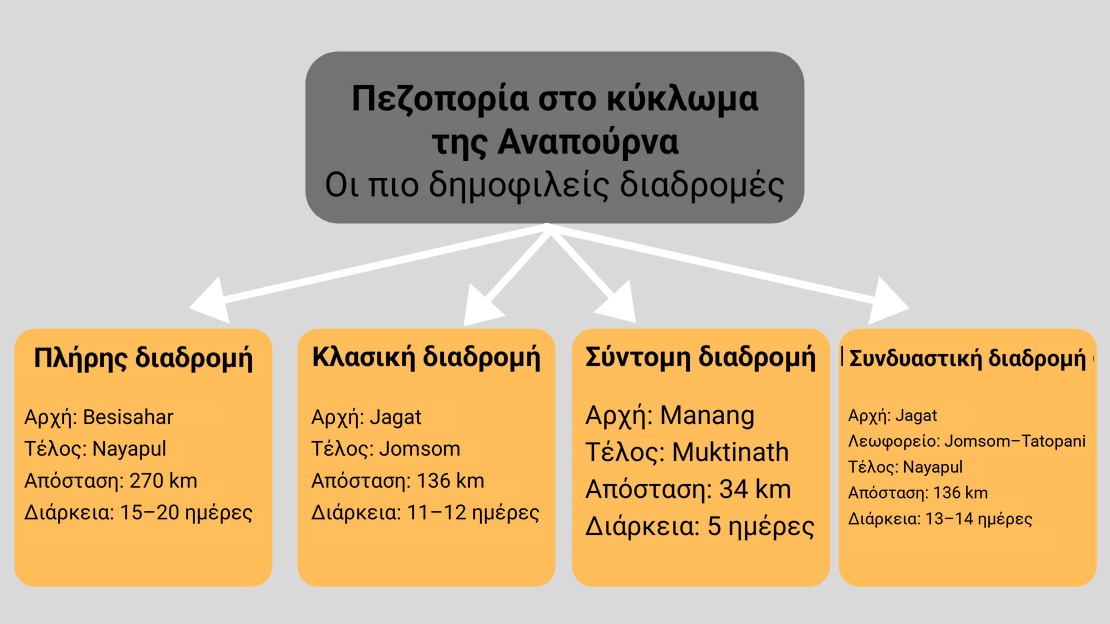 Πεζοπορία στο κύκλωμα
της Αναπούρνα
Οι πιο δημοφιλείς διαδρομές
Πλήρης διαδρομή
Αρχή: Besisahar
Τέλος: Nayapul
Απόσταση: 270 km
Διάρκεια: 15–20 ημέρες
Κλασική διαδρομή
Αρχή: Jagat
Τέλος: Jomsom
Απόσταση: 136 km
Διάρκεια: 11–12 ημέρες
Σύντομη διαδρομή
Αρχή: Manang
Τέλος: Muktinath
Απόσταση: 34 km
Διάρκεια: 5 ημέρες
Συνδυαστική διαδρομή
Αρχή: Jagat
Λεωφορείο: Jomsom–Tatopani
Τέλος: Nayapul
Απόσταση: 136 km
Διάρκεια: 13–14 ημέρες